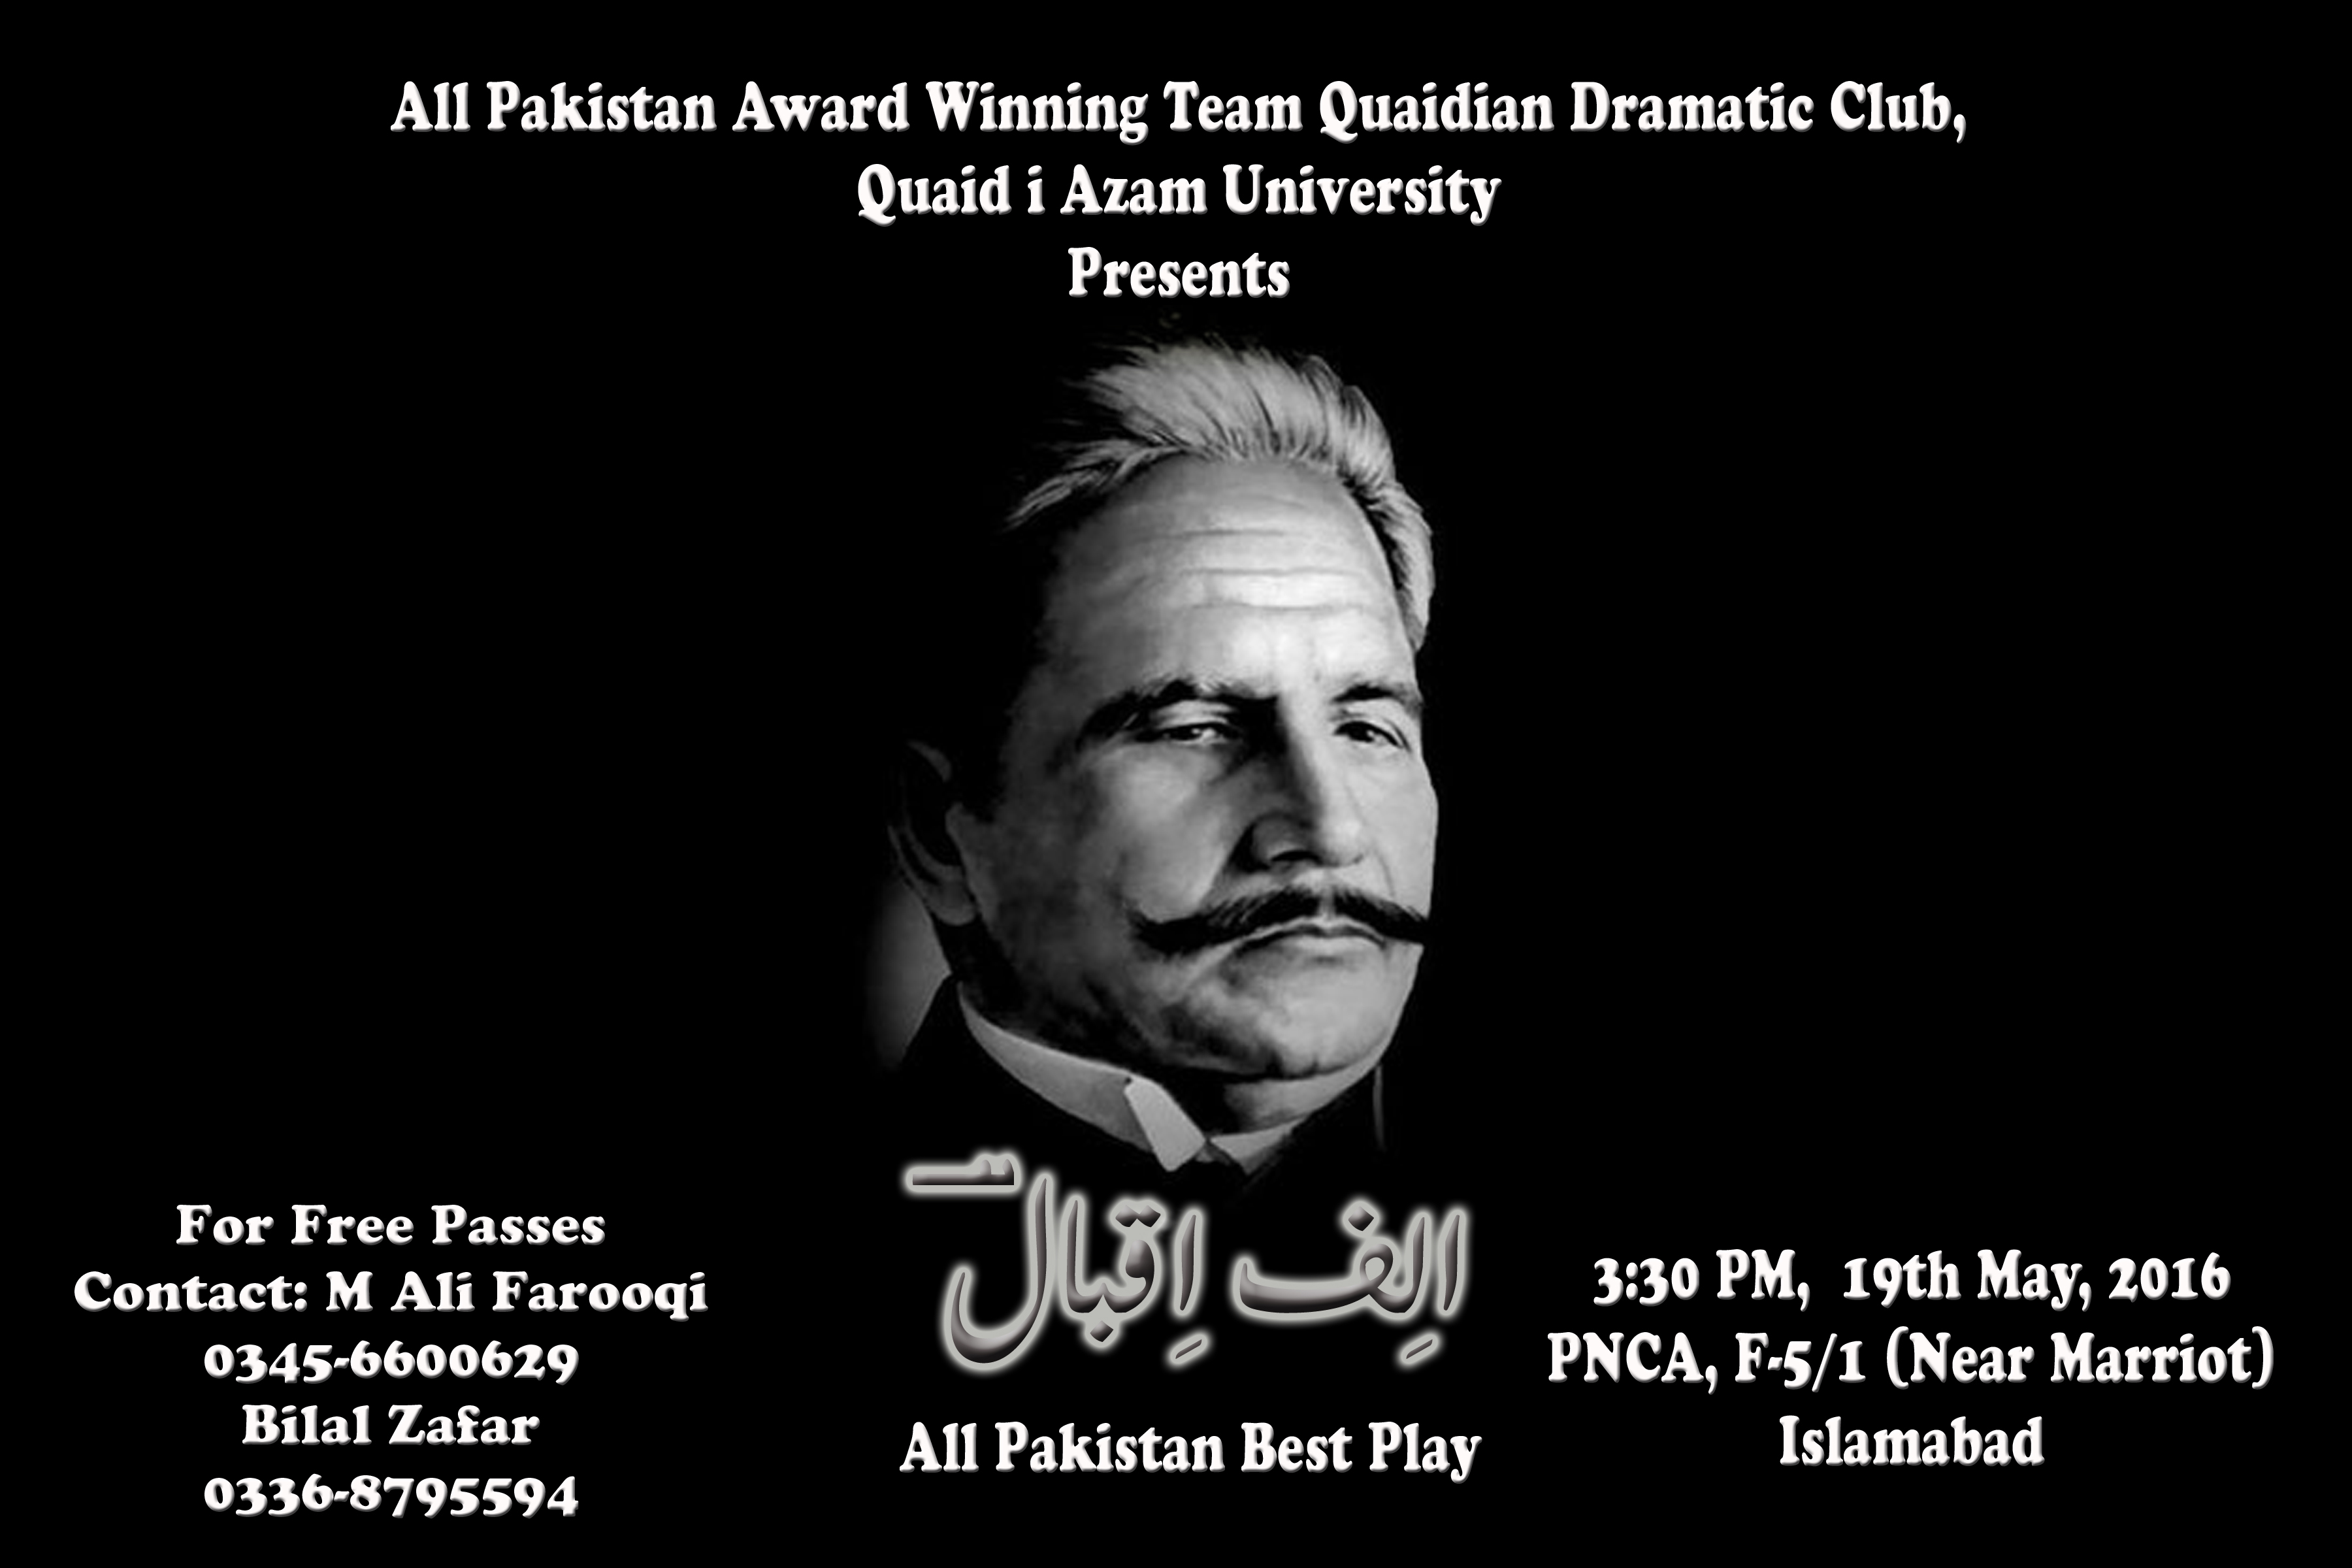 All Pakistan Award Winning Team Quaidian Dramatic Club,
Quaid i Azam University
Presents
الِف اِقبالؔ
All Pakistan Best Play
For Free Passes
Contact: M Ali Farooqi
0345-6600629
Bilal Zafar
0336-8795594
3:30 PM,  19th May, 2016
PNCA, F-5/1 (Near Marriot)
Islamabad